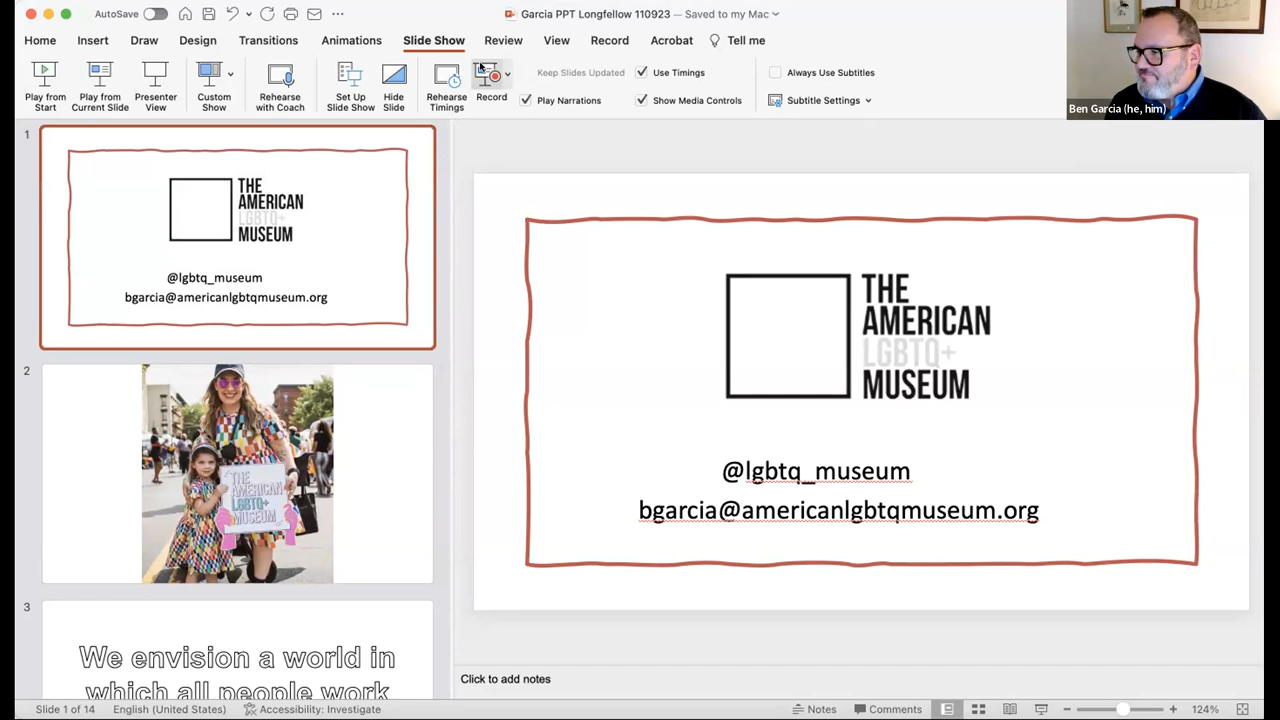 AutoSave
Garcia PPT Longfellow 110923 — Saved to my Mac
Home Insert Draw Design Transitions Animations Slide Show Review View Record Acrobat Tell me
Play from Start
Play from Current Slide
Presenter View
Custom Show
Rehearse with Coach
Set Up Slide Show
Hide Slide
Rehearse Timings
Record
Keep Slides Updated
Play Narrations
Use Timings
Show Media Controls
Always Use Subtitles
Subtitle Settings
Ben Garcia (he, him)
1
THE
AMERICAN
LGBTQ+
MUSEUM
@lgbtq_museum
bgarcia@americanlgbtqmuseum.org
2
THE
AMERICAN
LGBTQ+
MUSEUM
3
We envision a world in
which all people work
THE
AMERICAN
LGBTQ+
MUSEUM
@lgbtq_museum
bgarcia@americanlgbtqmuseum.org
Click to add notes
Slide 1 of 14 English (United States) Accessibility: Investigate Notes Comments 124%